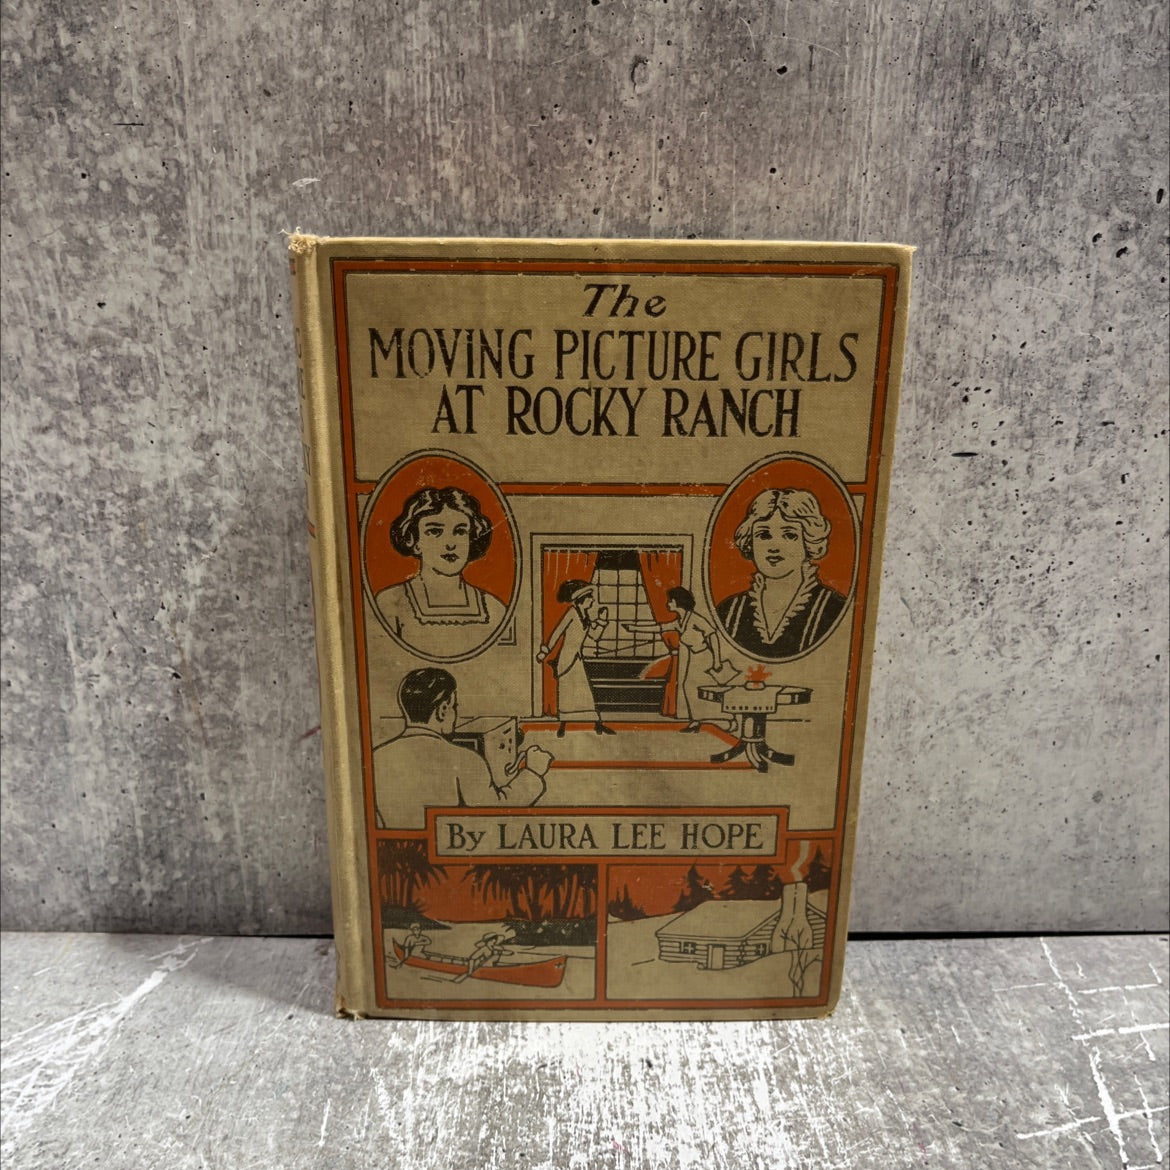 The
MOVING PICTURE GIRLS
AT ROCKY RANCH
By LAURA LEE HOPE